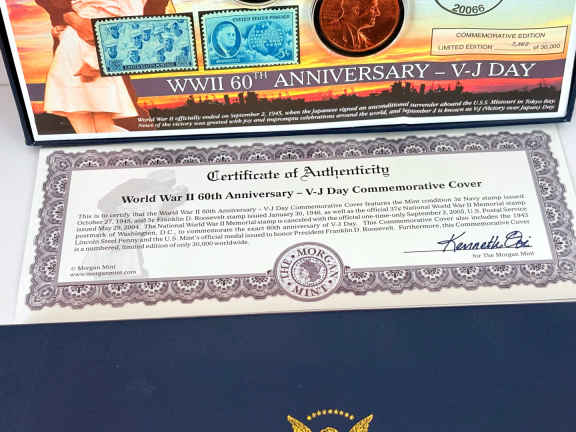 20066
COMMEMORATIVE EDITION
LIMITED EDITION of 30,000
UNITED STATES POSTAGE
WWII 60TH ANNIVERSARY – V-J DAY
World War II officially ended on September 2, 1945, when the Japanese signed an unconditional surrender aboard the U.S.S. Missouri in Tokyo Bay.
News of the victory was greeted with joy and impromptu celebrations around the world, and September 2 is known as V-J (Victory over Japan) Day.
Certificate of Authenticity
World War II 60th Anniversary – V-J Day Commemorative Cover
This is to certify that the World War II 60th Anniversary – V-J Day Commemorative Cover features the Mint condition 3¢ Navy stamp issued
October 27, 1945, and 5¢ Franklin D. Roosevelt stamp issued January 30, 1946, as well as the official 37¢ National World War II Memorial stamp
issued May 29, 2004. The National World War II Memorial stamp is canceled with the official one-time-only September 2, 2005, U.S. Postal Service
postmark of Washington, D.C., to commemorate the exact 60th anniversary of V-J Day. This Commemorative Cover also includes the 1943
Lincoln Steel Penny and the U.S. Mint's official medal issued to honor President Franklin D. Roosevelt. Furthermore, this Commemorative Cover
is a numbered, limited edition of only 30,000 worldwide.
© Morgan Mint
www.morganmint.com
THE MORGAN MINT
for The Morgan Mint